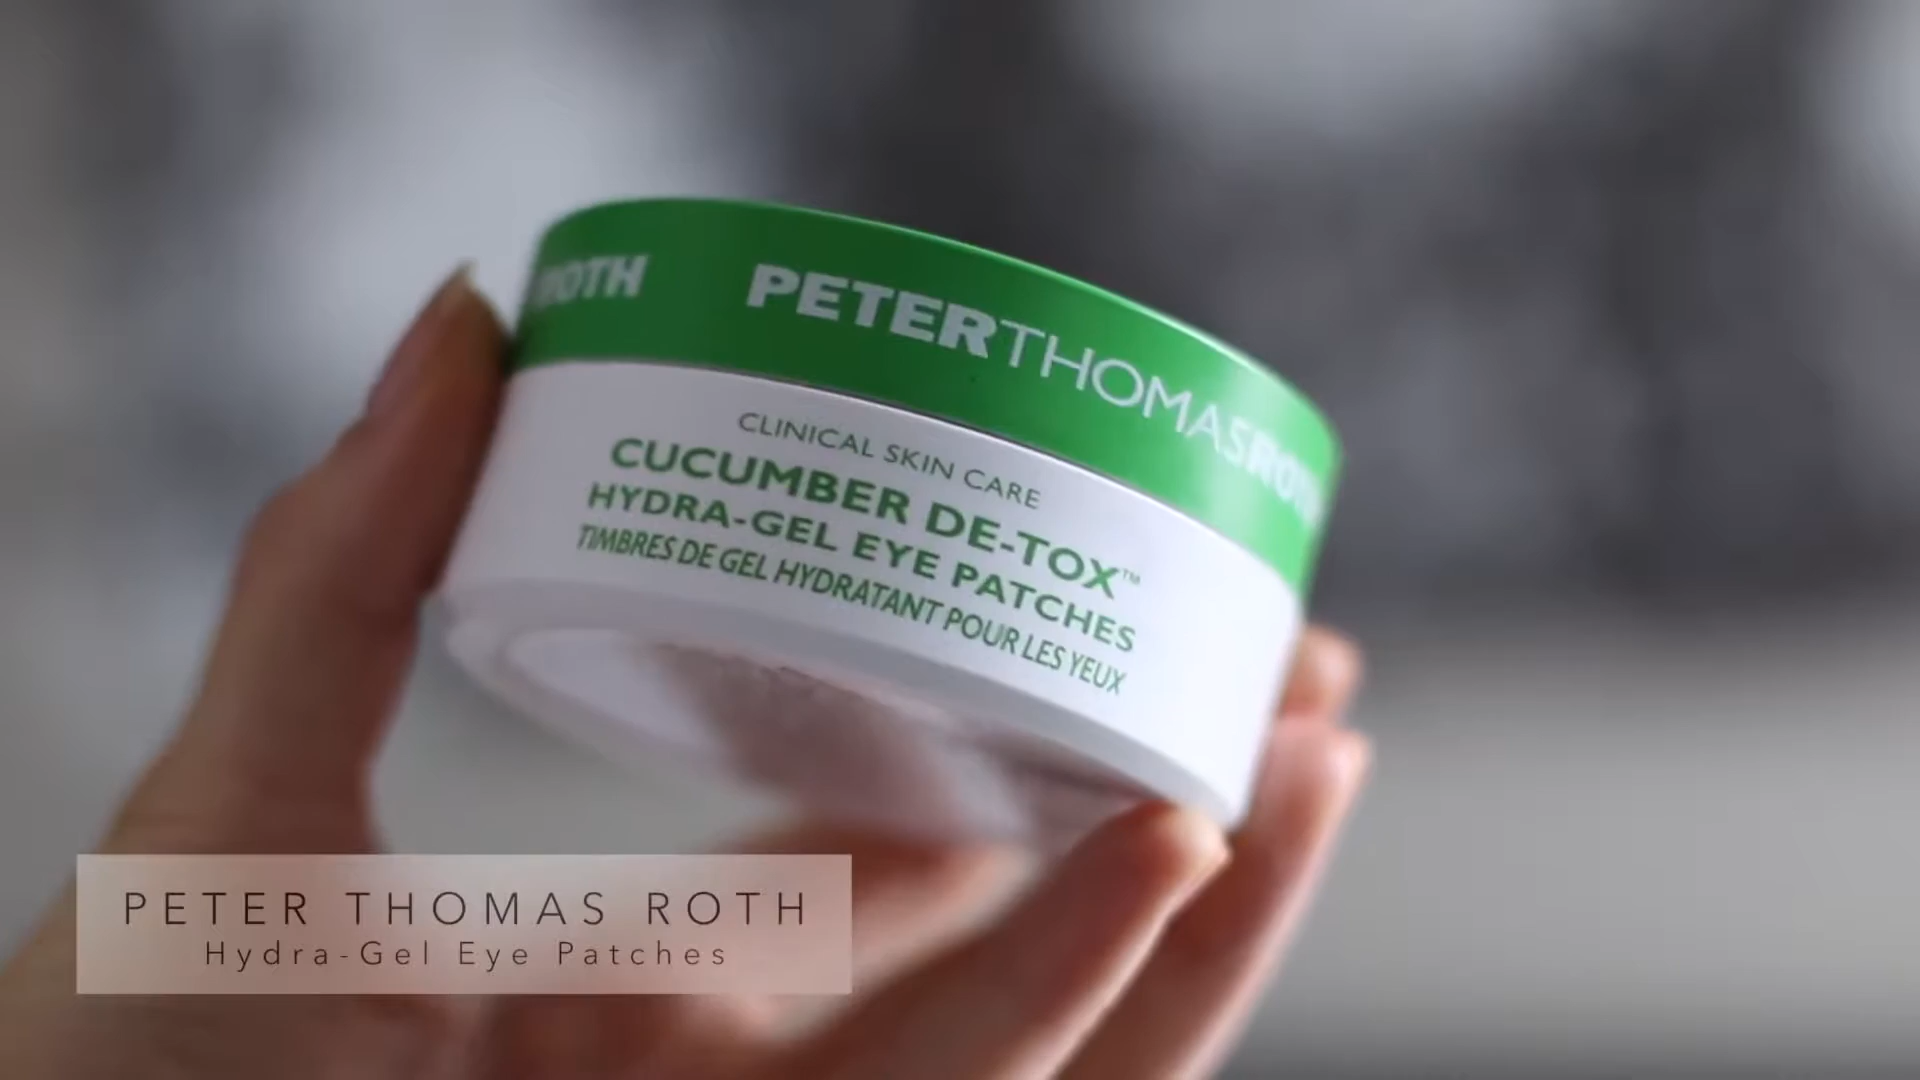 ROTH PETERTHOMASROTH
CLINICAL SKIN CARE
CUCUMBER DE-TOX™
HYDRA-GEL EYE PATCHES
TIMBRES DE GEL HYDRATANT POUR LES YEUX
PETER THOMAS ROTH
Hydra-Gel Eye Patches